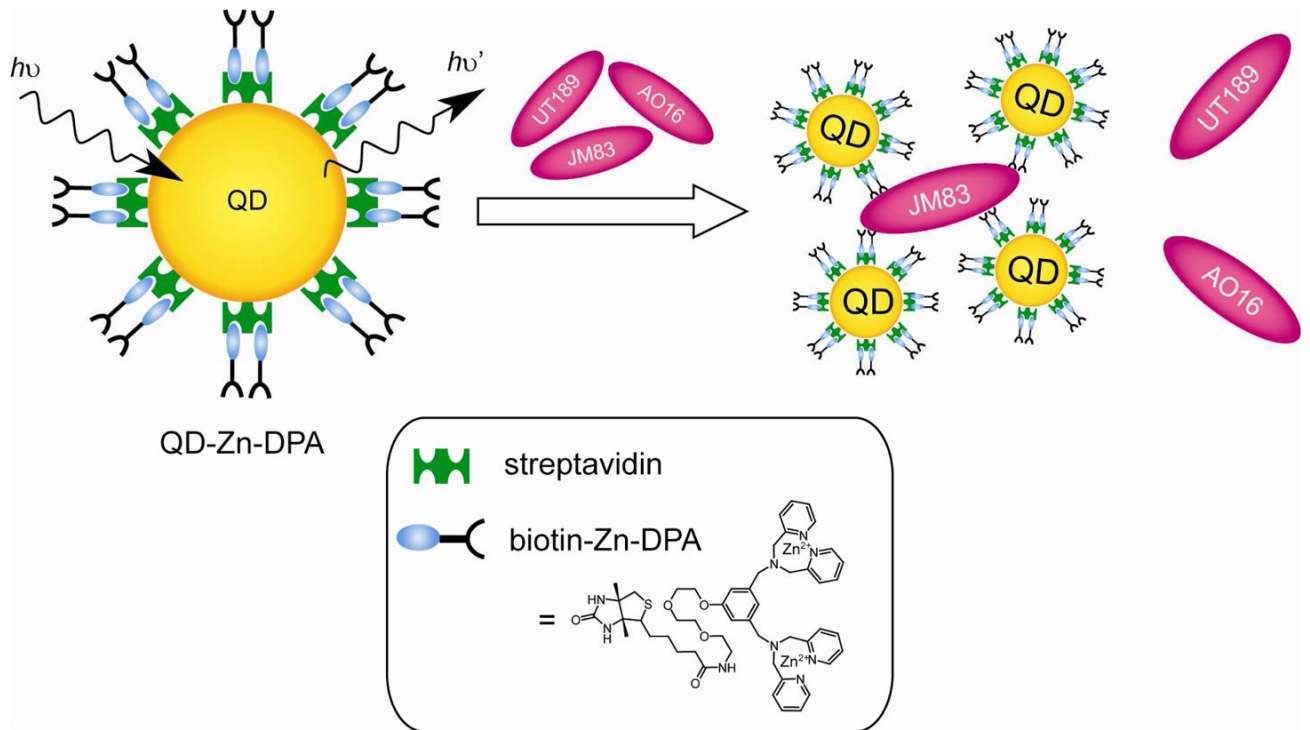 hυ
hυ'
QD
UT189
AO16
JM83
QD
QD
JM83
QD
QD
UT189
AO16
QD-Zn-DPA
streptavidin
biotin-Zn-DPA
=
HN
S
O
N
H
O
O
O
O
NH
N
N
N
Zn2+
N
N
N
Zn2+